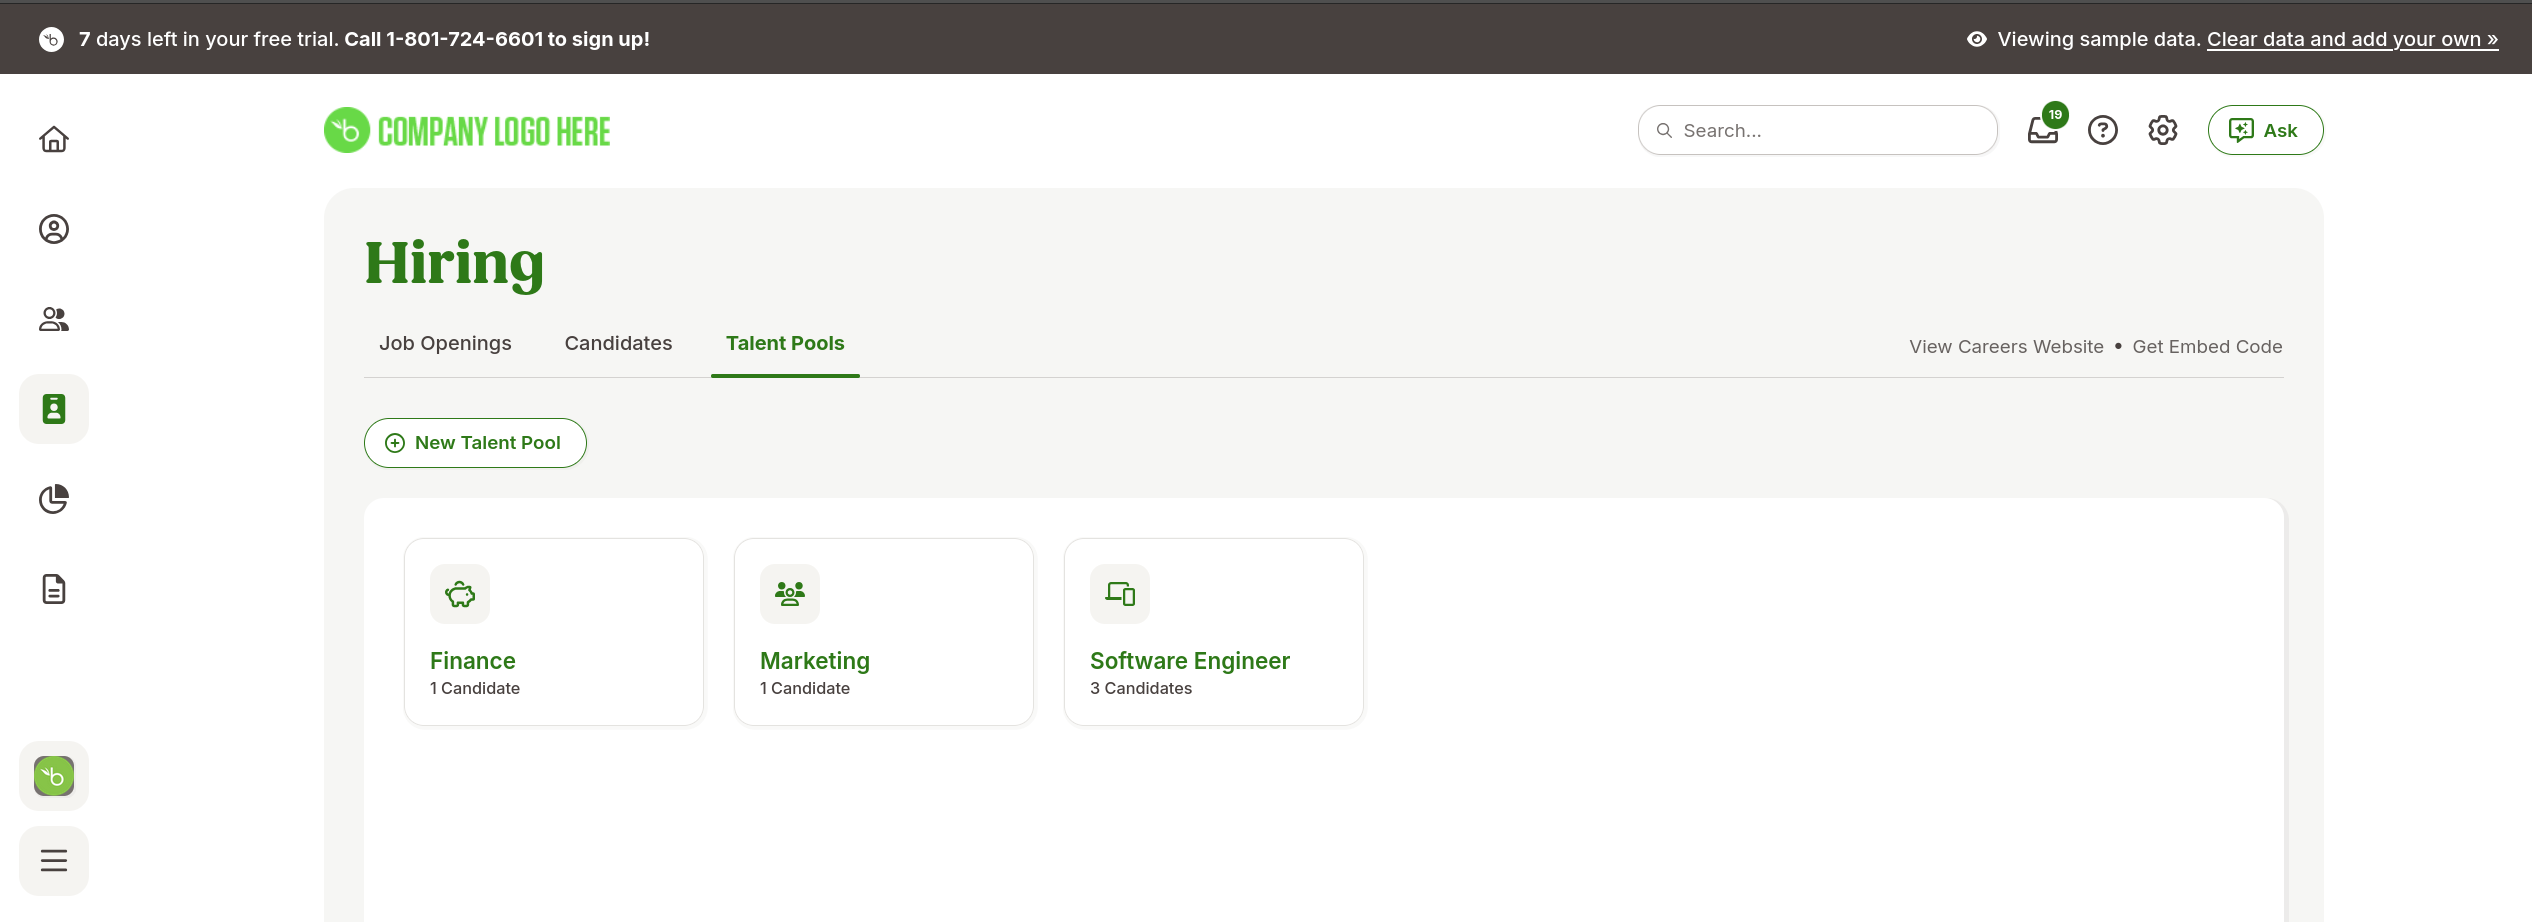 7 days left in your free trial. Call 1-801-724-6601 to sign up!
Viewing sample data. Clear data and add your own »
COMPANY LOGO HERE
Search...
19
Ask
Hiring
Job Openings
Candidates
Talent Pools
View Careers Website • Get Embed Code
New Talent Pool
Finance
1 Candidate
Marketing
1 Candidate
Software Engineer
3 Candidates